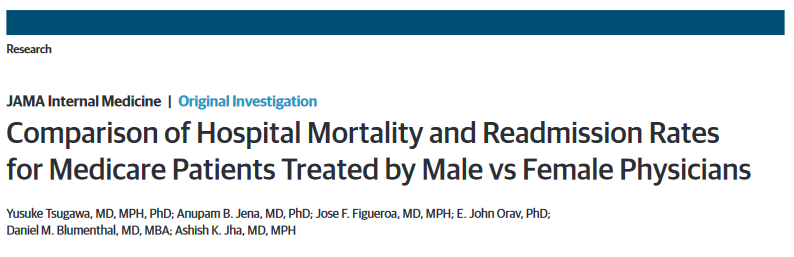 Research
JAMA Internal Medicine | Original Investigation
Comparison of Hospital Mortality and Readmission Rates
for Medicare Patients Treated by Male vs Female Physicians
Yusuke Tsugawa, MD, MPH, PhD; Anupam B. Jena, MD, PhD; Jose F. Figueroa, MD, MPH; E. John Orav, PhD;
Daniel M. Blumenthal, MD, MBA; Ashish K. Jha, MD, MPH